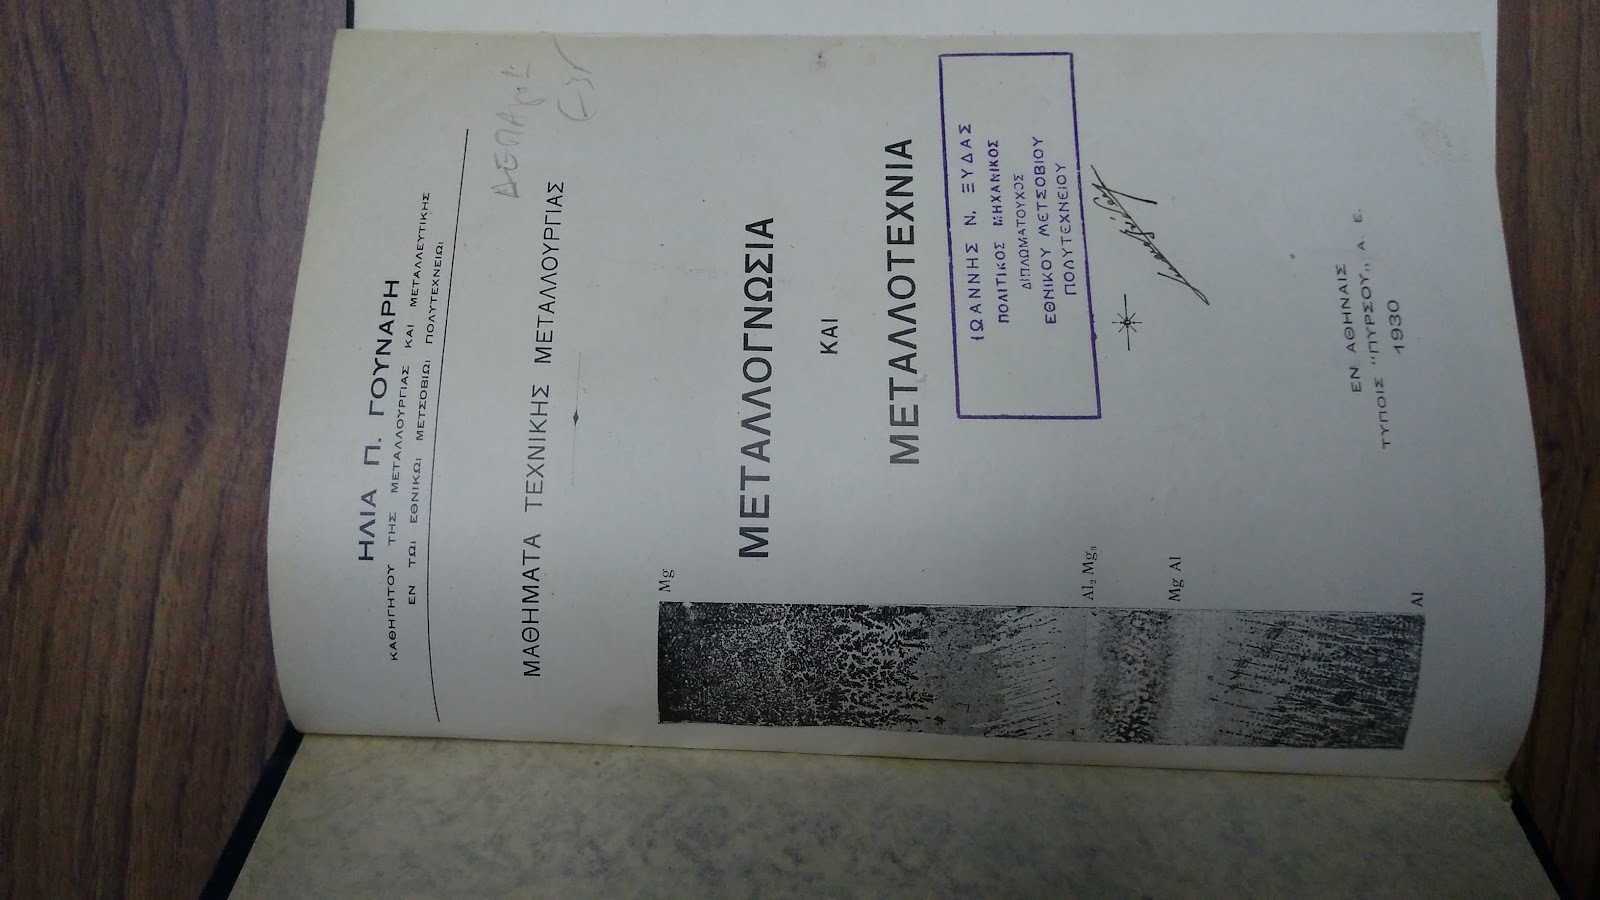 ΗΛΙΑ Π. ΓΟΥΝΑΡΗ
ΚΑΘΗΓΗΤΟΥ ΤΗΣ ΜΕΤΑΛΛΟΥΡΓΙΑΣ ΚΑΙ ΜΕΤΑΛΛΕΥΤΙΚΗΣ
ΕΝ ΤΩΙ ΕΘΝΙΚΩΙ ΜΕΤΣΟΒΙΩΙ ΠΟΛΥΤΕΧΝΕΙΩΙ
ΜΑΘΗΜΑΤΑ ΤΕΧΝΙΚΗΣ ΜΕΤΑΛΛΟΥΡΓΙΑΣ
Mg
ΜΕΤΑΛΛΟΓΝΩΣΙΑ
ΚΑΙ
ΜΕΤΑΛΛΟΤΕΧΝΙΑ
ΙΩΑΝΝΗΣ Ν. ΞΥΔΑΣ
ΠΟΛΙΤΙΚΟΣ ΜΗΧΑΝΙΚΟΣ
ΔΙΠΛΩΜΑΤΟΥΧΟΣ
ΕΘΝΙΚΟΥ ΜΕΤΣΟΒΙΟΥ
ΠΟΛΥΤΕΧΝΕΙΟΥ
Al₂ Mg₃
Mg Al
Al
ΕΝ ΑΘΗΝΑΙΣ
ΤΥΠΟΙΣ "ΠΥΡΣΟΥ,, Α. Ε.
1930